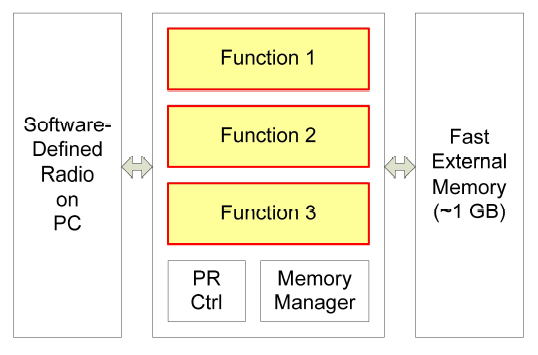 Software-
Defined
Radio
on
PC
Function 1
Function 2
Function 3
PR
Ctrl
Memory
Manager
Fast
External
Memory
(~1 GB)